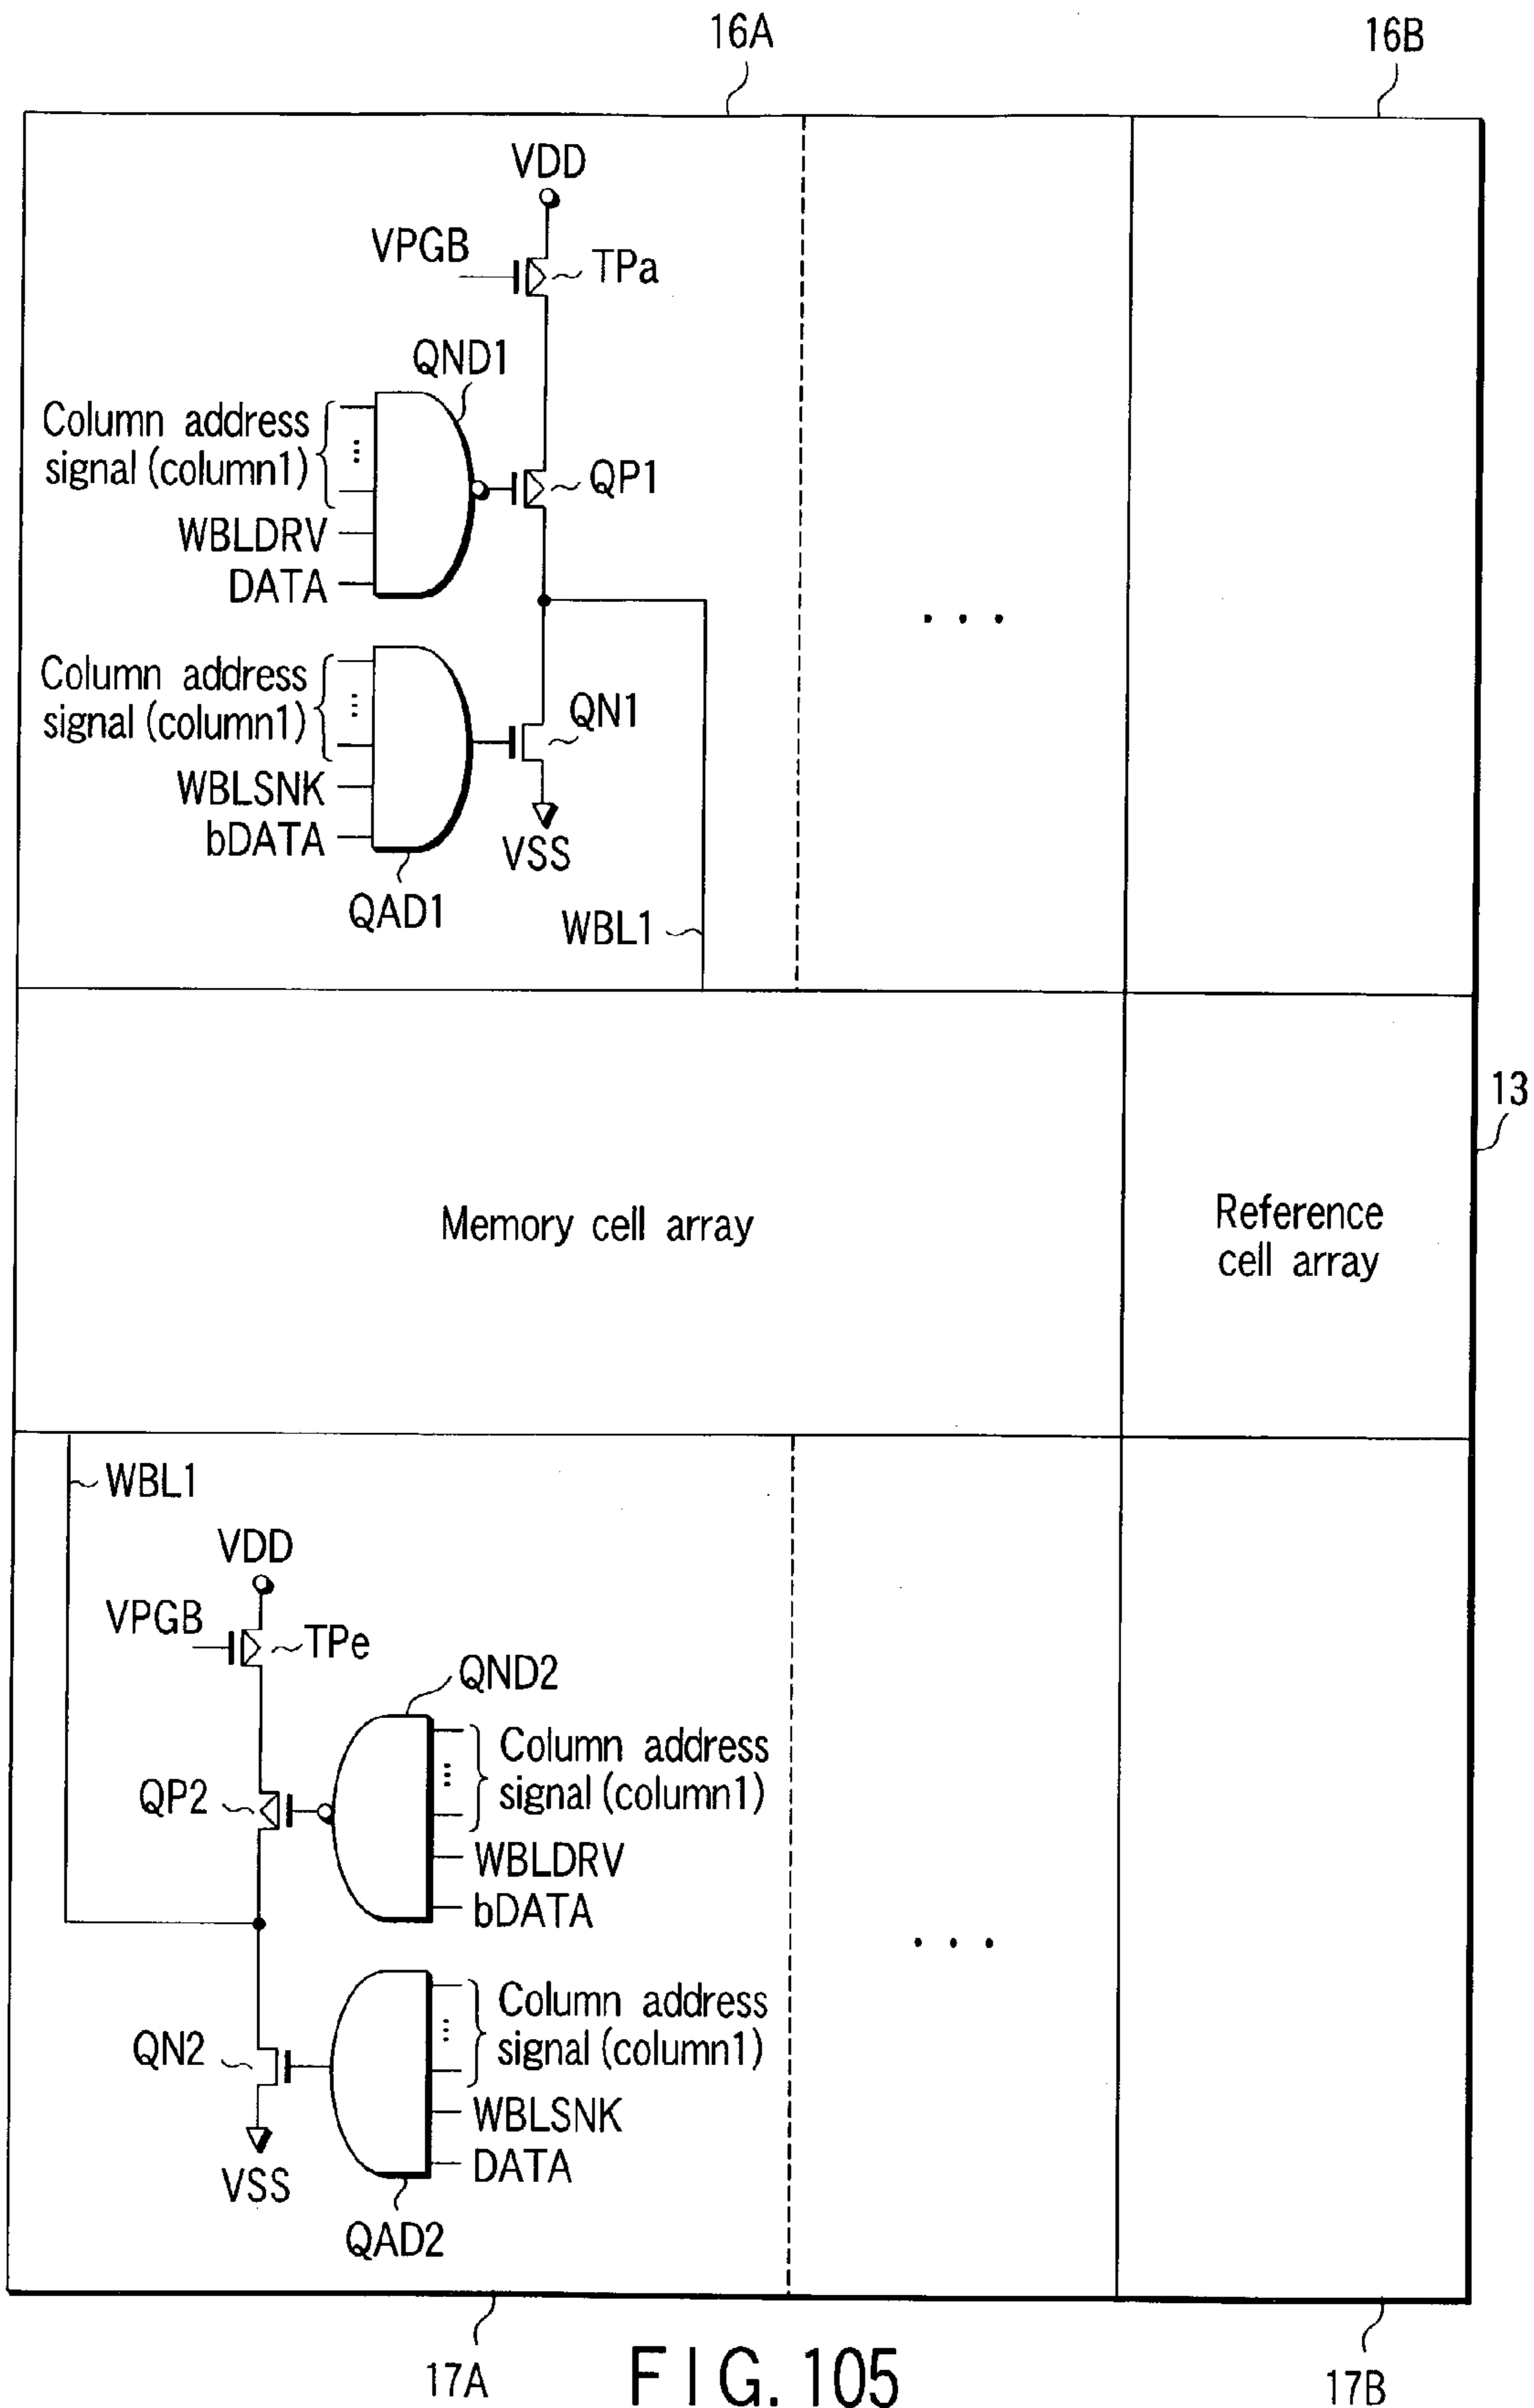 16A
16B
VDD
VPGB
TPa
QND1
Column address
signal (column1)
...
QP1
WBLDRV
DATA
Column address
signal (column1)
...
QN1
WBLSNK
bDATA
VSS
QAD1
WBL1
...
13
Memory cell array
Reference
cell array
WBL1
VDD
VPGB
TPe
QND2
Column address
signal (column1)
...
QP2
WBLDRV
bDATA
...
Column address
signal (column1)
...
QN2
WBLSNK
DATA
VSS
QAD2
17A
17B
FIG. 105